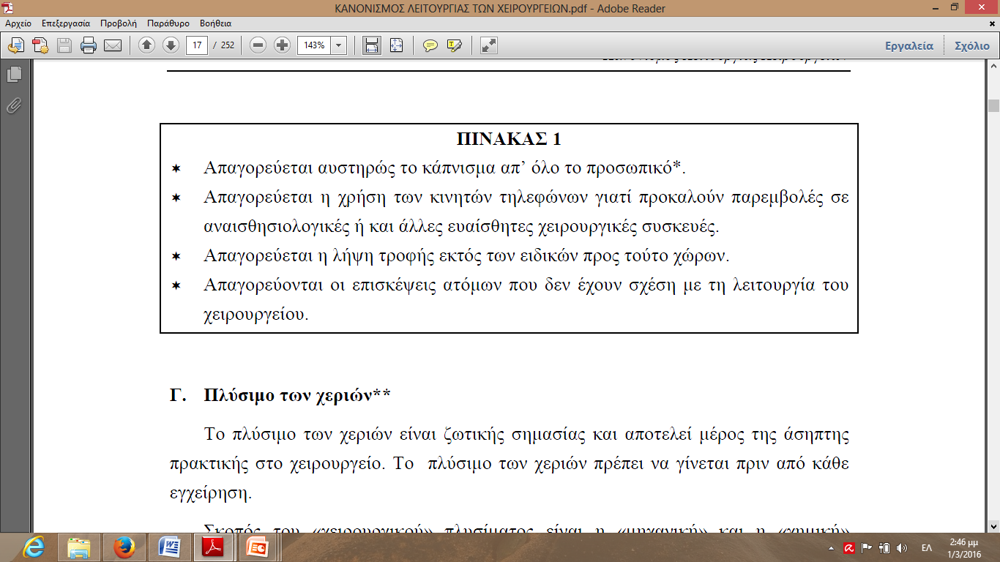 ΚΑΝΟΝΙΣΜΟΣ ΛΕΙΤΟΥΡΓΙΑΣ ΤΩΝ ΧΕΙΡΟΥΡΓΕΙΩΝ.pdf - Adobe Reader
Αρχείο Επεξεργασία Προβολή Παράθυρο Βοήθεια
17 / 252 143% Εργαλεία Σχόλιο
ΠΙΝΑΚΑΣ 1
Απαγορεύεται αυστηρώς το κάπνισμα απ’ όλο το προσωπικό*.
Απαγορεύεται η χρήση των κινητών τηλεφώνων γιατί προκαλούν παρεμβολές σε
αναισθησιολογικές ή και άλλες ευαίσθητες χειρουργικές συσκευές.
Απαγορεύεται η λήψη τροφής εκτός των ειδικών προς τούτο χώρων.
Απαγορεύονται οι επισκέψεις ατόμων που δεν έχουν σχέση με τη λειτουργία του
χειρουργείου.
Γ. Πλύσιμο των χεριών**
Το πλύσιμο των χεριών είναι ζωτικής σημασίας και αποτελεί μέρος της άσηπτης
πρακτικής στο χειρουργείο. Το πλύσιμο των χεριών πρέπει να γίνεται πριν από κάθε
εγχείρηση.
Σκοπός του «χειρουργικού» πλυσίματος είναι η «μηχανική» και η «χημική»
ΕΛ 2:46 μμ
1/3/2016